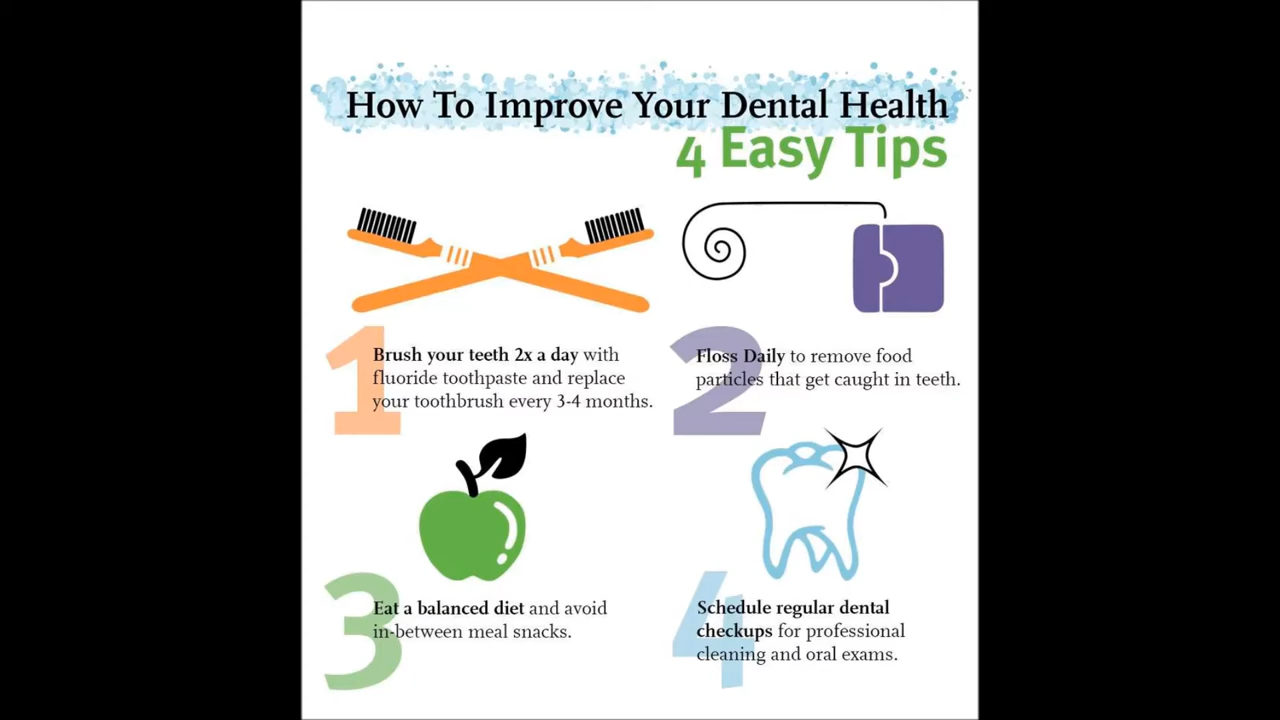 How To Improve Your Dental Health
4 Easy Tips
1
Brush your teeth 2x a day with
fluoride toothpaste and replace
your toothbrush every 3-4 months.
2
Floss Daily to remove food
particles that get caught in teeth.
3
Eat a balanced diet and avoid
in-between meal snacks.
4
Schedule regular dental
checkups for professional
cleaning and oral exams.